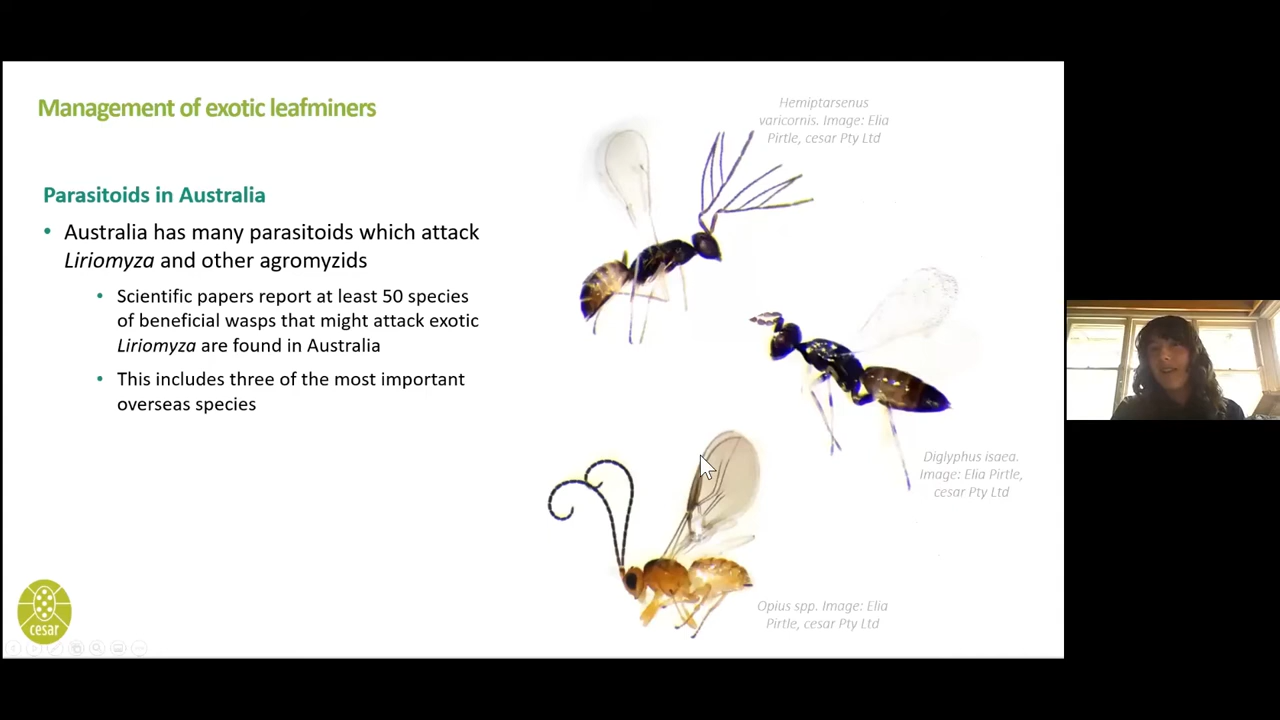 Management of exotic leafminers
Hemiptarsenus
varicornis. Image: Elia
Pirtle, cesar Pty Ltd
Parasitoids in Australia
• Australia has many parasitoids which attack
Liriomyza and other agromyzids
• Scientific papers report at least 50 species
of beneficial wasps that might attack exotic
Liriomyza are found in Australia
• This includes three of the most important
overseas species
Diglyphus isaea.
Image: Elia Pirtle,
cesar Pty Ltd
Opius spp. Image: Elia
Pirtle, cesar Pty Ltd
cesar